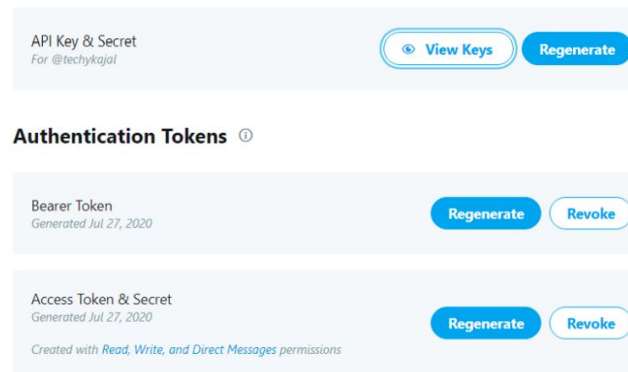 API Key & Secret
For @techykajal
View Keys
Regenerate
Authentication Tokens
Bearer Token
Generated Jul 27, 2020
Regenerate
Revoke
Access Token & Secret
Generated Jul 27, 2020
Created with Read, Write, and Direct Messages permissions
Regenerate
Revoke